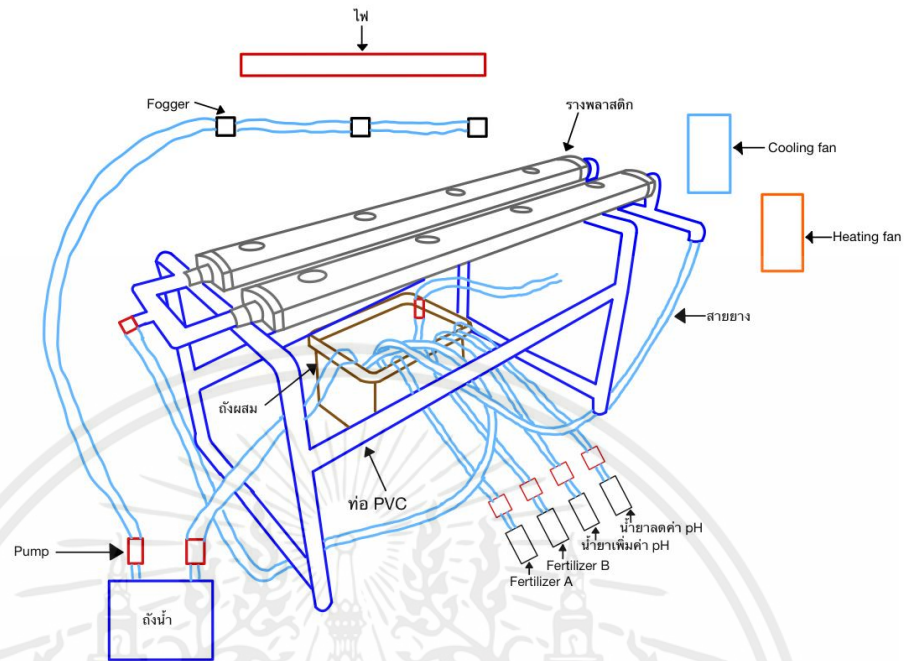 ไฟ
Fogger
รางพลาสติก
Cooling fan
Heating fan
สายยาง
ถังผสม
ท่อ PVC
น้ำยาลดค่า pH
น้ำยาเพิ่มค่า pH
Fertilizer B
Fertilizer A
Pump
ถังน้ำ